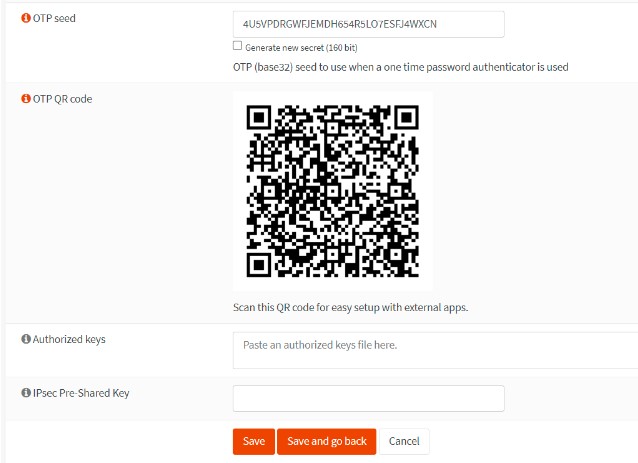 OTP seed
4U5VPDRGWFJEMDH654R5LO7ESFJ4WXCN
Generate new secret (160 bit)
OTP (base32) seed to use when a one time password authenticator is used
OTP QR code
Scan this QR code for easy setup with external apps.
Authorized keys
Paste an authorized keys file here.
IPsec Pre-Shared Key
Save Save and go back Cancel